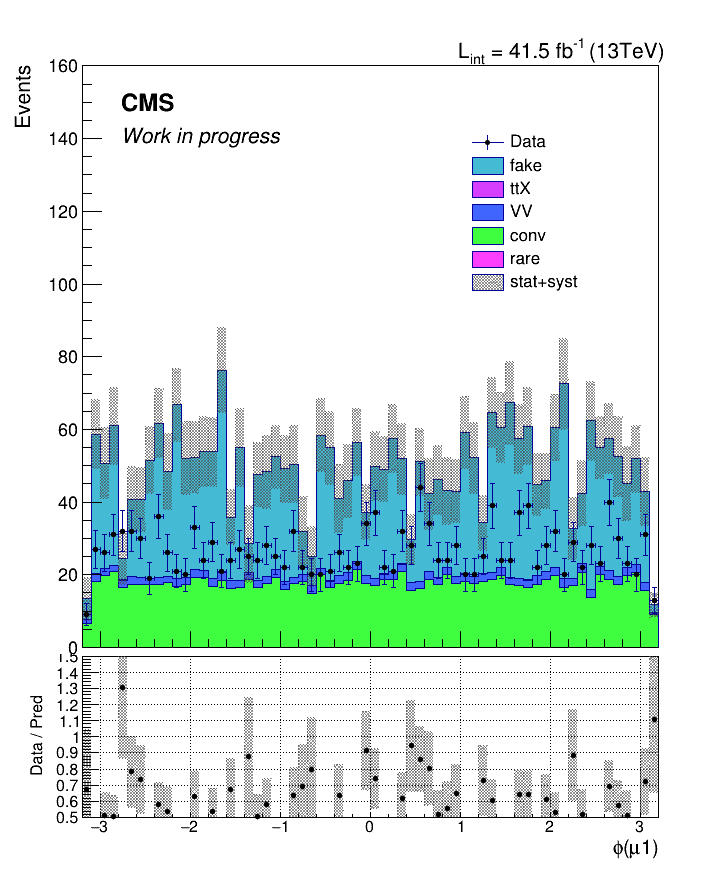 L_int = 41.5 fb^-1 (13TeV)
Events
160
140
120
100
80
60
40
20
0
CMS
Work in progress
Data
fake
ttX
VV
conv
rare
stat+syst
Data / Pred
1.5
1.4
1.3
1.2
1.1
1
0.9
0.8
0.7
0.6
0.5
−3 −2 −1 0 1 2 3
ϕ(μ1)